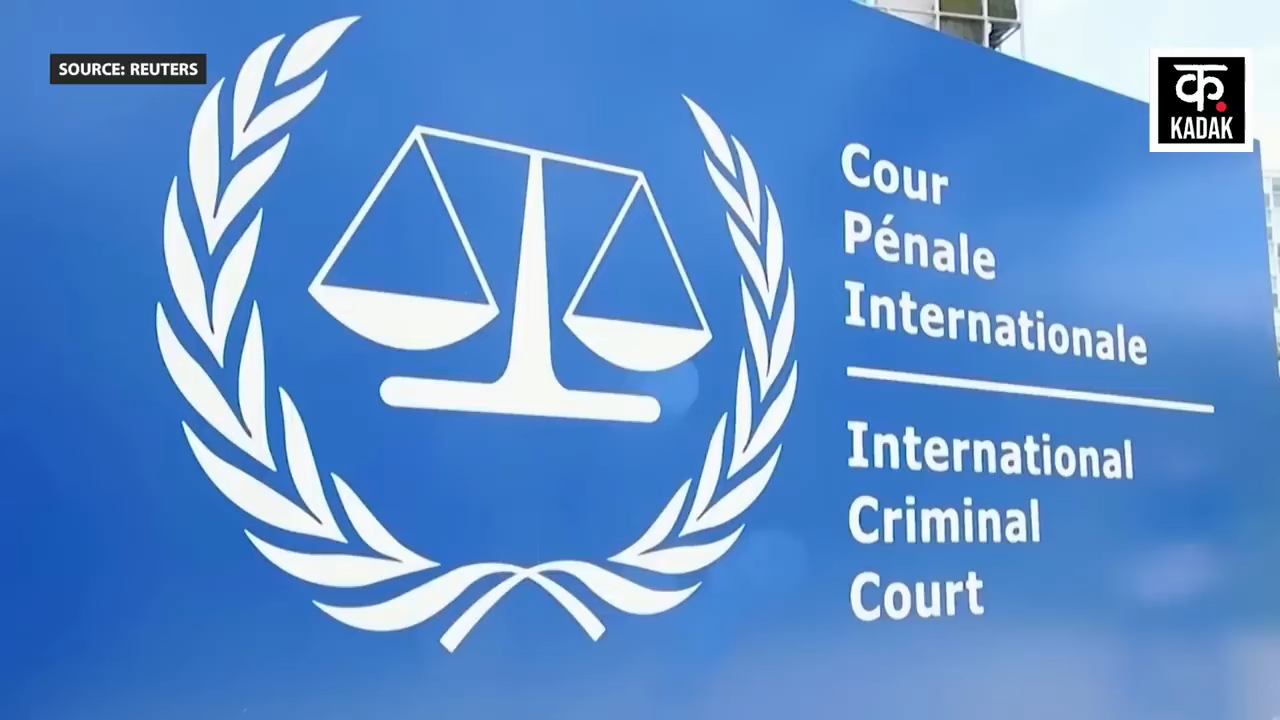 SOURCE: REUTERS
क.
KADAK
Cour
Pénale
Internationale
International
Criminal
Court